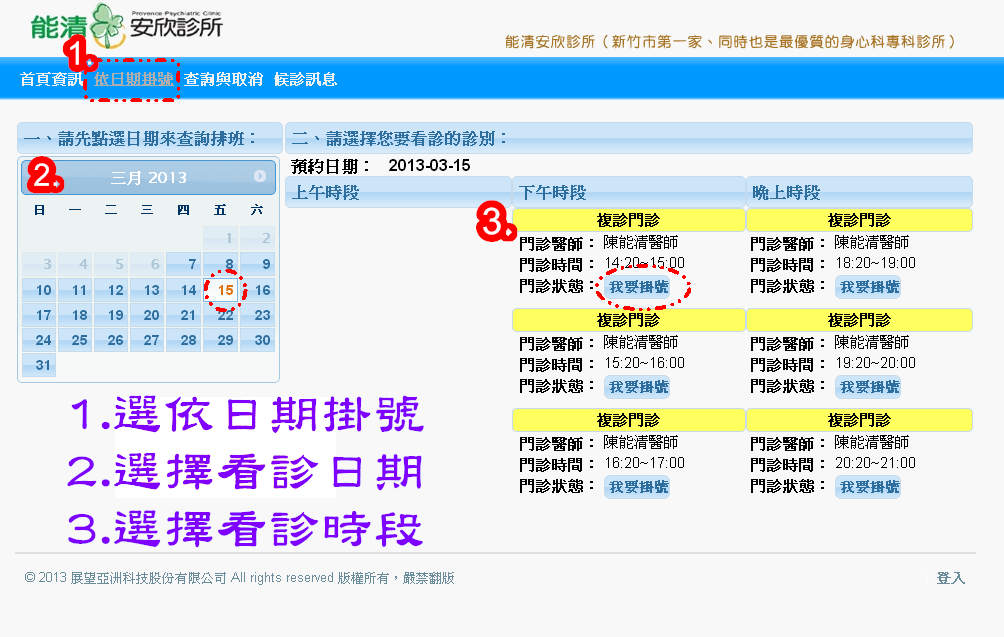 能清 安欣診所
Provence Psychiatric Clinic
能清安欣診所（新竹市第一家、同時也是最優質的身心科專科診所）
1.
首頁資訊 依日期掛號 查詢與取消 候診訊息
一、請先點選日期來查詢排班：
二、請選擇您要看診的診別：
2.
三月 2013
預約日期： 2013-03-15
上午時段 下午時段 晚上時段
日 一 二 三 四 五 六
1 2
3 4 5 6 7 8 9
10 11 12 13 14 15 16
17 18 19 20 21 22 23
24 25 26 27 28 29 30
31
3.
複診門診
門診醫師： 陳能清醫師
門診時間： 14:20~15:00
門診狀態： 我要掛號
複診門診
門診醫師： 陳能清醫師
門診時間： 15:20~16:00
門診狀態： 我要掛號
複診門診
門診醫師： 陳能清醫師
門診時間： 16:20~17:00
門診狀態： 我要掛號
複診門診
門診醫師： 陳能清醫師
門診時間： 18:20~19:00
門診狀態： 我要掛號
複診門診
門診醫師： 陳能清醫師
門診時間： 19:20~20:00
門診狀態： 我要掛號
複診門診
門診醫師： 陳能清醫師
門診時間： 20:20~21:00
門診狀態： 我要掛號
1.選依日期掛號
2.選擇看診日期
3.選擇看診時段
© 2013 展望亞洲科技股份有限公司 All rights reserved 版權所有，嚴禁翻版
登入